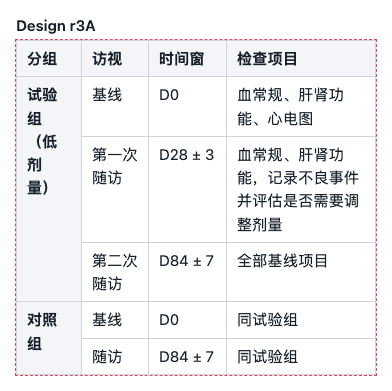 Design r3A
分组 访视 时间窗 检查项目
试验
组
（低
剂
量）
基线 D0 血常规、肝肾功
能、心电图
第一次
随访
D28 ± 3 血常规、肝肾功
能，记录不良事件
并评估是否需要调
整剂量
第二次
随访
D84 ± 7 全部基线项目
对照
组
基线 D0 同试验组
随访 D84 ± 7 同试验组